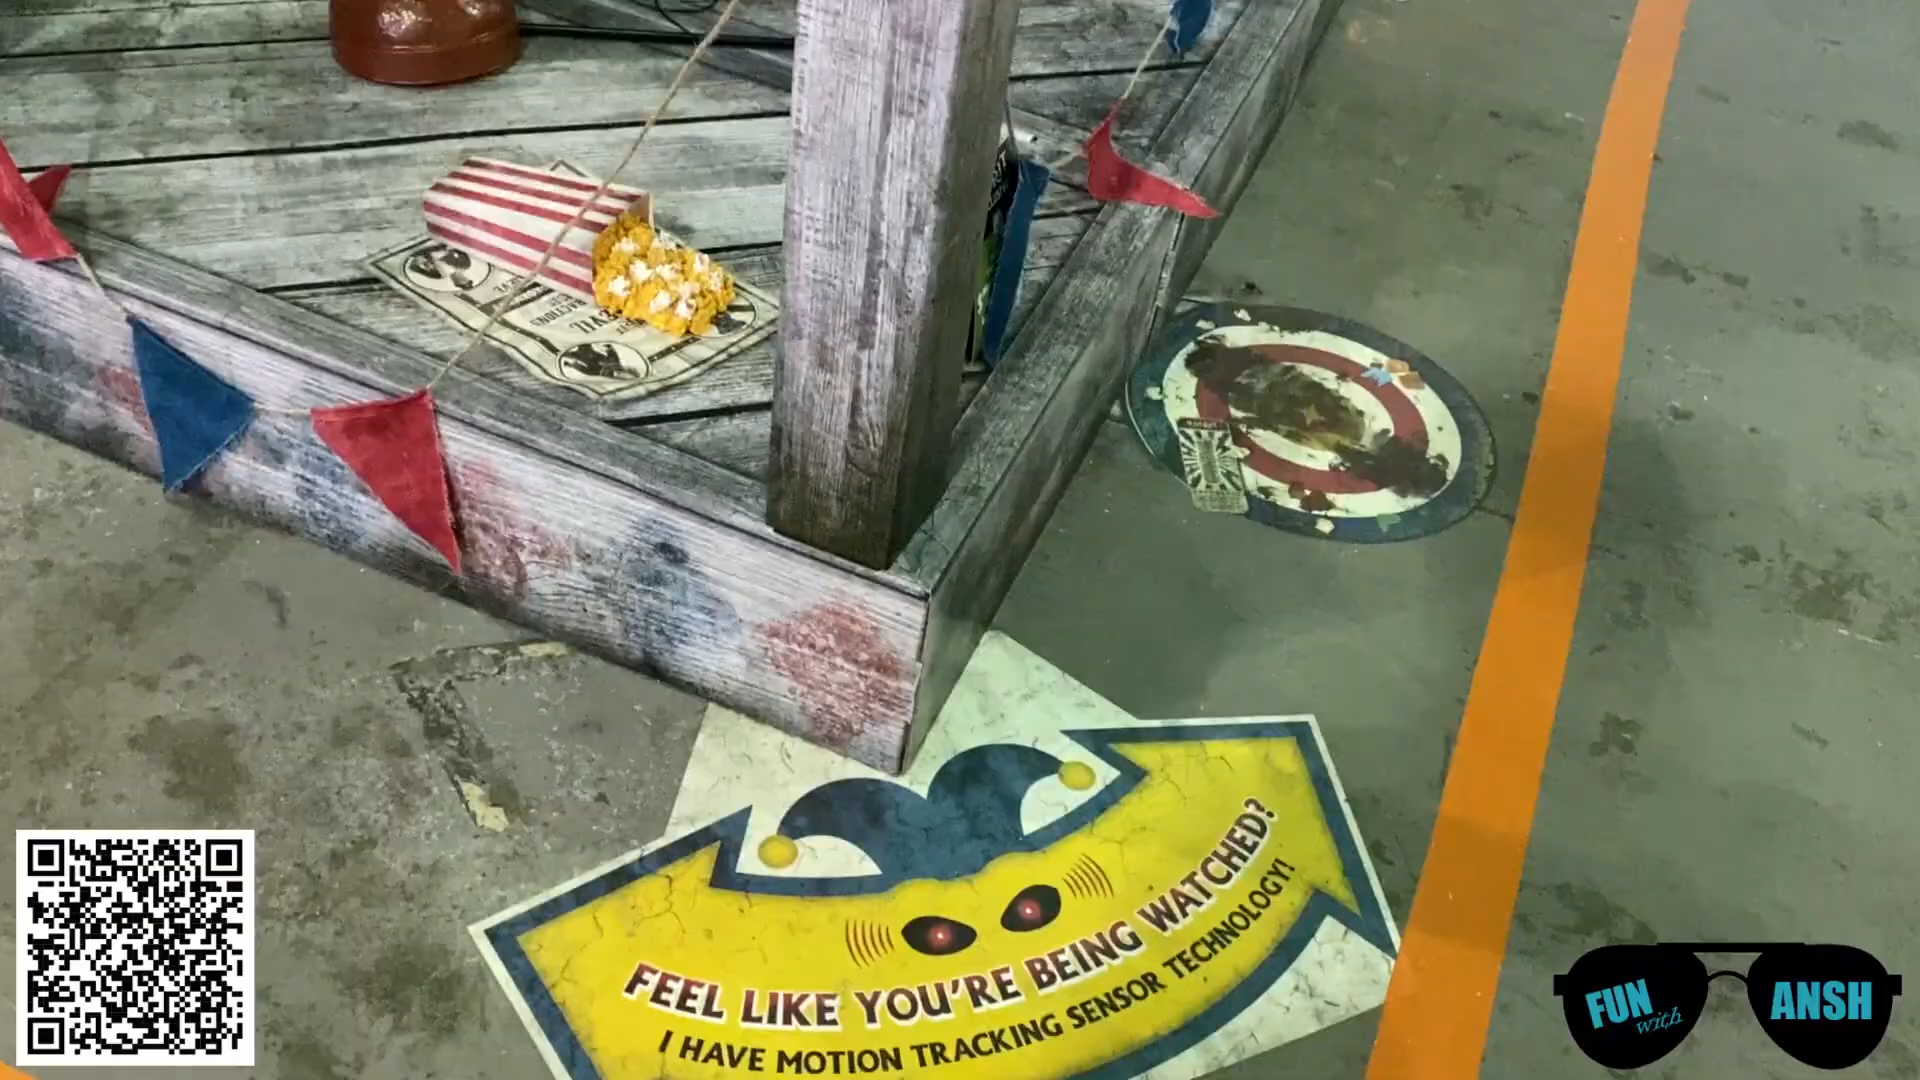 FEEL LIKE YOU'RE BEING WATCHED?
I HAVE MOTION TRACKING SENSOR TECHNOLOGY!
FUN with ANSH